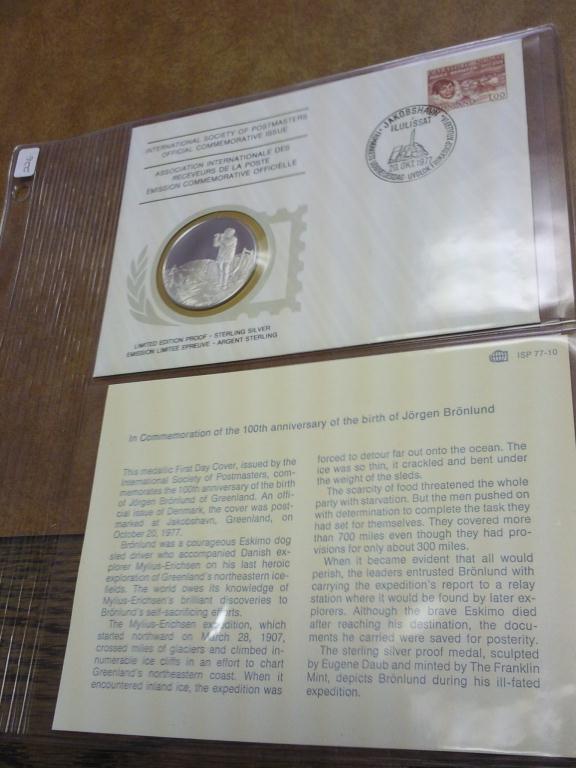 INTERNATIONAL SOCIETY OF POSTMASTERS
OFFICIAL COMMEMORATIVE ISSUE
ASSOCIATION INTERNATIONALE DES
RECEVEURS DE LA POSTE
EMISSION COMMEMORATIVE OFFICIELLE
JAKOBSHAVN
ILULISSAT
20.OKT.1977
1.00
LIMITED EDITION PROOF - STERLING SILVER
EMISSION LIMITEE EPREUVE - ARGENT STERLING
ISP 77-10
In Commemoration of the 100th anniversary of the birth of Jörgen Brönlund
This medallic First Day Cover, issued by the
International Society of Postmasters, com-
memorates the 100th anniversary of the birth
of Jörgen Brönlund of Greenland. An offi-
cial issue of Denmark, the cover was post-
marked at Jakobshavn, Greenland, on
October 20, 1977.
Brönlund was a courageous Eskimo dog
sled driver who accompanied Danish ex-
plorer Mylius-Erichsen on his last heroic
exploration of Greenland's northeastern ice-
fields. The world owes its knowledge of
Mylius-Erichsen's brilliant discoveries to
Brönlund's self-sacrificing efforts.
The Mylius-Erichsen expedition, which
started northward on March 28, 1907,
crossed miles of glaciers and climbed in-
numerable ice cliffs in an effort to chart
Greenland's northeastern coast. When it
encountered inland ice, the expedition was
forced to detour far out onto the ocean. The
ice was so thin, it crackled and bent under
the weight of the sleds.
The scarcity of food threatened the whole
party with starvation. But the men pushed on
with determination to complete the task they
had set for themselves. They covered more
than 700 miles even though they had pro-
visions for only about 300 miles.
When it became evident that all would
perish, the leaders entrusted Brönlund with
carrying the expedition's report to a relay
station where it would be found by later ex-
plorers. Although the brave Eskimo died
after reaching his destination, the docu-
ments he carried were saved for posterity.
The sterling silver proof medal, sculpted
by Eugene Daub and minted by The Franklin
Mint, depicts Brönlund during his ill-fated
expedition.